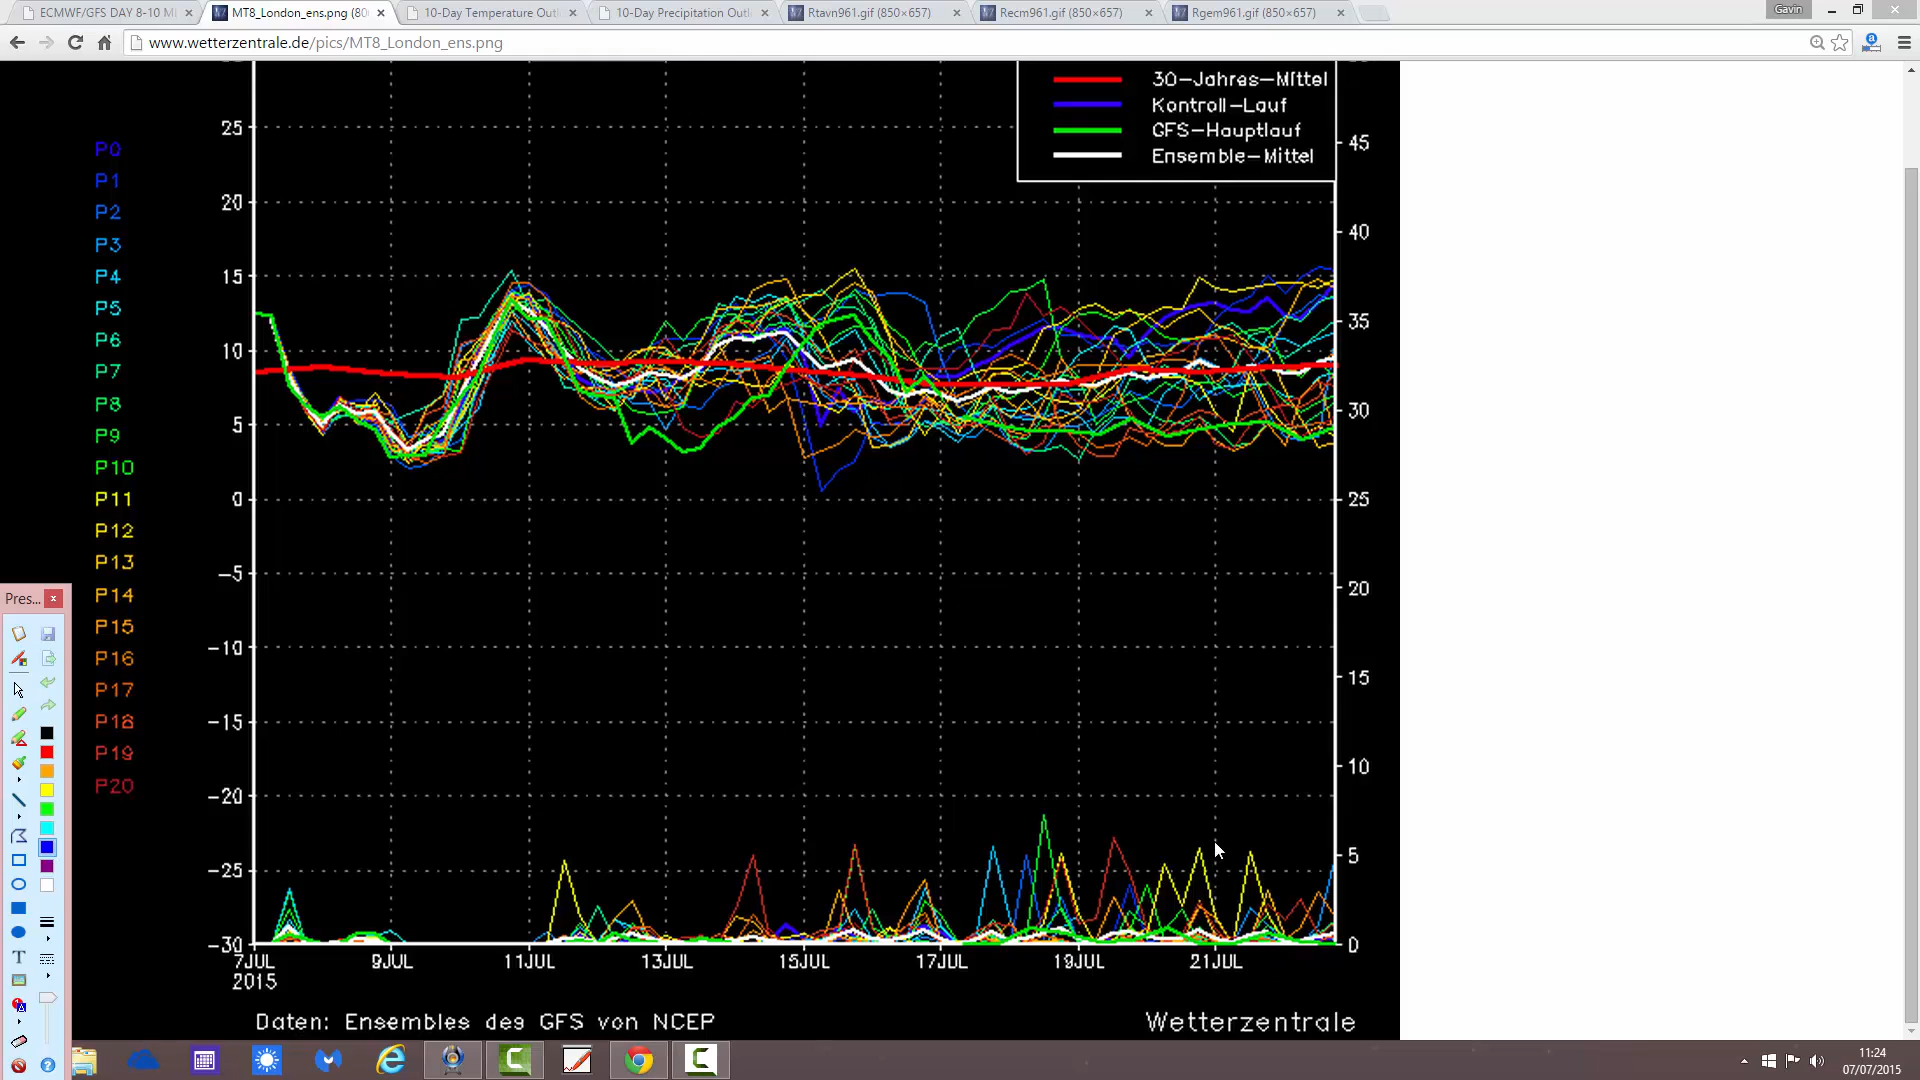 ECMWF/GFS DAY 8-10 M
MT8_London_ens.png (80
10-Day Temperature Outl
10-Day Precipitation Outl
Rtavn961.gif (850×657)
Recm961.gif (850×657)
Rgem961.gif (850×657)
Gavin
www.wetterzentrale.de/pics/MT8_London_ens.png
30-Jahres-Mittel
Kontroll-Lauf
GFS-Hauptlauf
Ensemble-Mittel
25
20
15
10
5
0
-5
-10
-15
-20
-25
-30
45
40
35
30
25
20
15
10
5
0
P0
P1
P2
P3
P4
P5
P6
P7
P8
P9
P10
P11
P12
P13
P14
P15
P16
P17
P18
P19
P20
Pres...
T
7JUL 9JUL 11JUL 13JUL 15JUL 17JUL 19JUL 21JUL
2015
Daten: Ensembles des GFS von NCEP
Wetterzentrale
11:24
07/07/2015